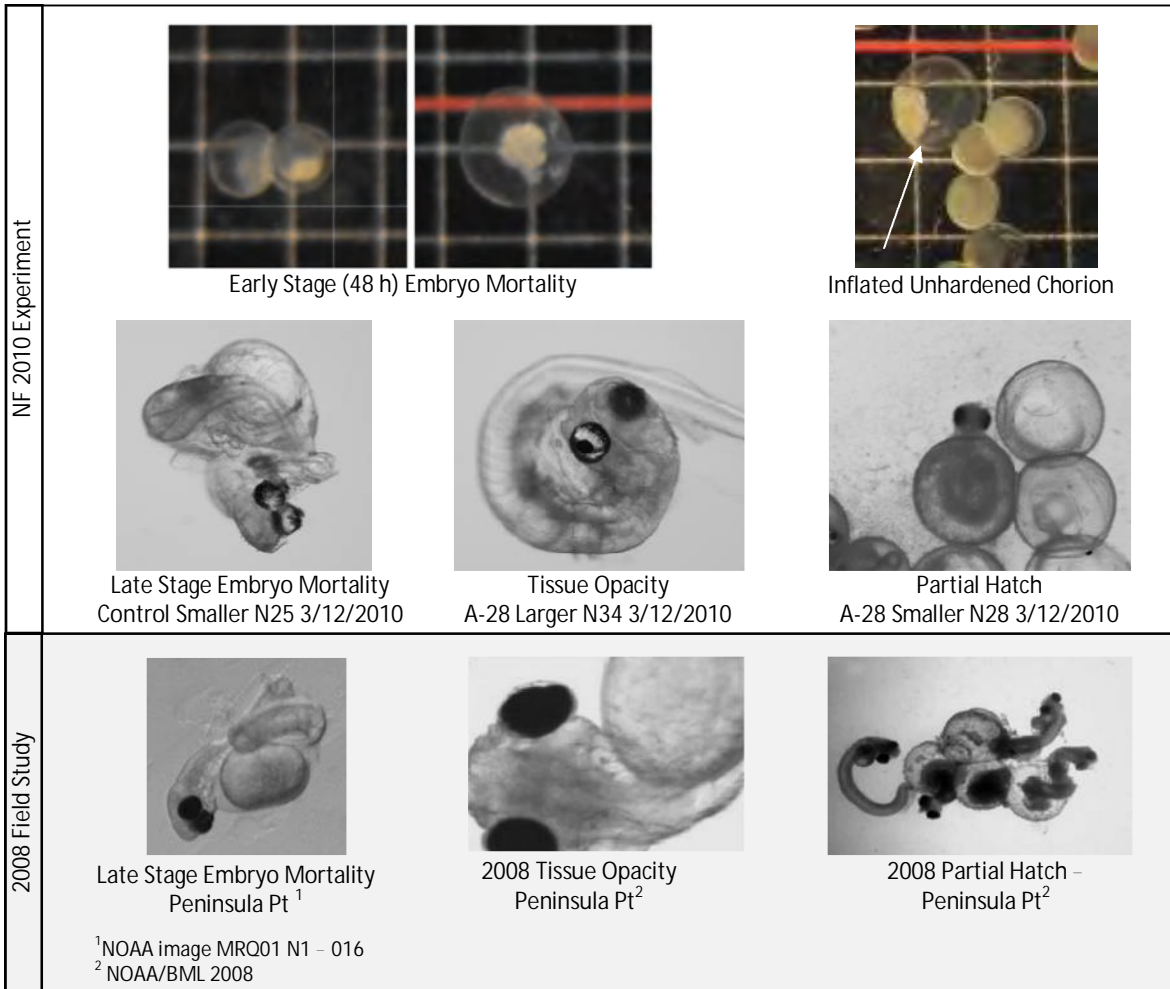 NF 2010 Experiment
Early Stage (48 h) Embryo Mortality
Inflated Unhardened Chorion
Late Stage Embryo Mortality
Control Smaller N25 3/12/2010
Tissue Opacity
A-28 Larger N34 3/12/2010
Partial Hatch
A-28 Smaller N28 3/12/2010
2008 Field Study
Late Stage Embryo Mortality
Peninsula Pt ¹
2008 Tissue Opacity
Peninsula Pt²
2008 Partial Hatch –
Peninsula Pt²
¹NOAA image MRQ01 N1 – 016
² NOAA/BML 2008